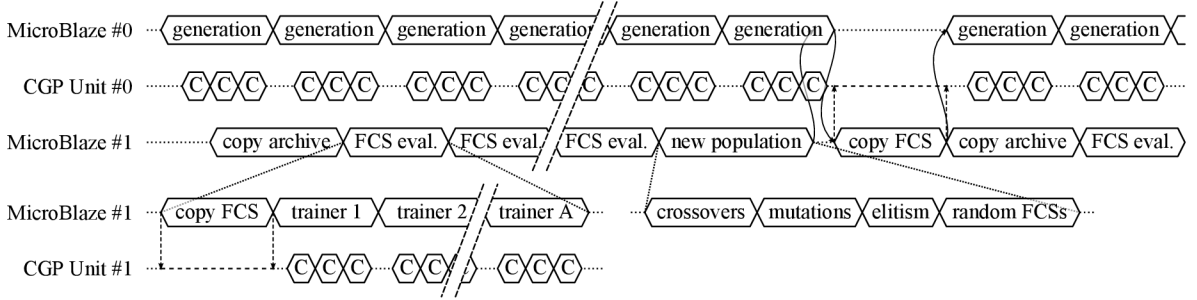 MicroBlaze #0 generation generation generation generation generation generation generation generation
CGP Unit #0 C C C C C C C C C C C C C C C C C C C C C C C C
MicroBlaze #1 copy archive FCS eval. FCS eval. FCS eval. new population copy FCS copy archive FCS eval.
MicroBlaze #1 copy FCS trainer 1 trainer 2 trainer A crossovers mutations elitism random FCSs
CGP Unit #1 C C C C C C C C C